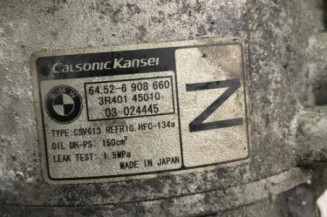 Calsonic Kansei
64.52-6 908 660
3R401 45010-
03 024445
TYPE: CSV613 REFRIG. HFC-134a
OIL DH-PS: 150cm³
LEAK TEST: 1.5MPa
MADE IN JAPAN
N